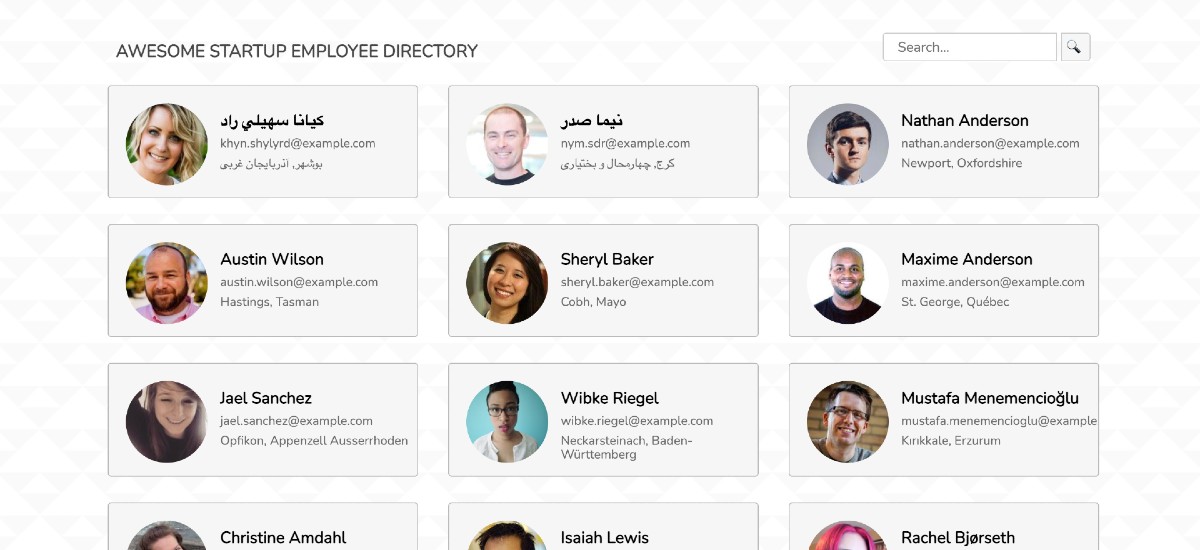 AWESOME STARTUP EMPLOYEE DIRECTORY
Search...
کیانا سهيلي راد
khyn.shylyrd@example.com
بوشهر, آذربایجان غربی
نیما صدر
nym.sdr@example.com
کرج, چهارمحال و بختیاری
Nathan Anderson
nathan.anderson@example.com
Newport, Oxfordshire
Austin Wilson
austin.wilson@example.com
Hastings, Tasman
Sheryl Baker
sheryl.baker@example.com
Cobh, Mayo
Maxime Anderson
maxime.anderson@example.com
St. George, Québec
Jael Sanchez
jael.sanchez@example.com
Opfikon, Appenzell Ausserrhoden
Wibke Riegel
wibke.riegel@example.com
Neckarsteinach, Baden-
Württemberg
Mustafa Menemencioğlu
mustafa.menemencioglu@example
Kırıkkale, Erzurum
Christine Amdahl
Isaiah Lewis
Rachel Bjørseth